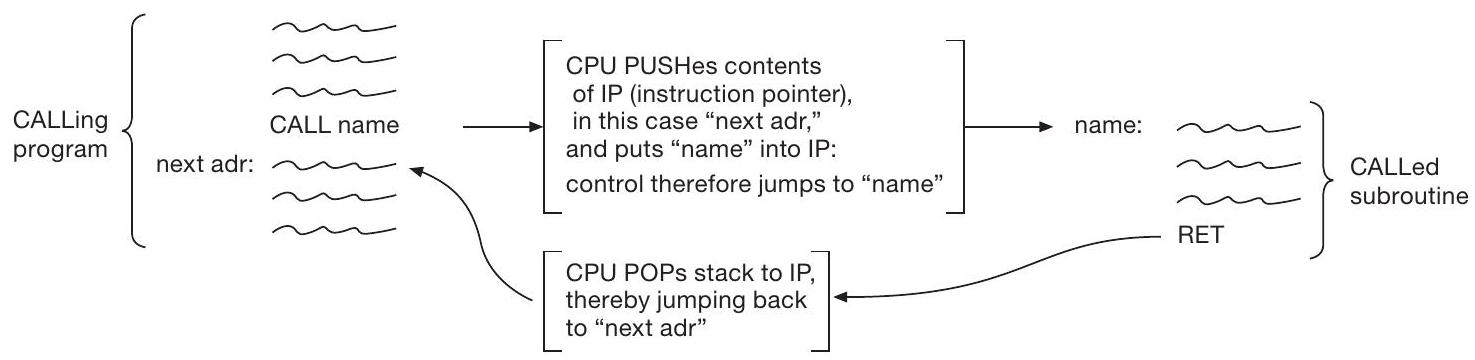 CALLing
program
CALL name
next adr:
CPU PUSHes contents
of IP (instruction pointer),
in this case “next adr,”
and puts “name” into IP:
control therefore jumps to “name”
name:
RET
CALLed
subroutine
CPU POPs stack to IP,
thereby jumping back
to “next adr”